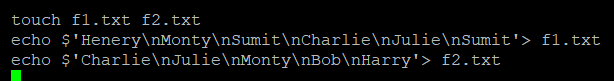 touch f1.txt f2.txt
echo $'Henery\nMonty\nSumit\nCharlie\nJulie\nSumit'> f1.txt
echo $'Charlie\nJulie\nMonty\nBob\nHarry'> f2.txt